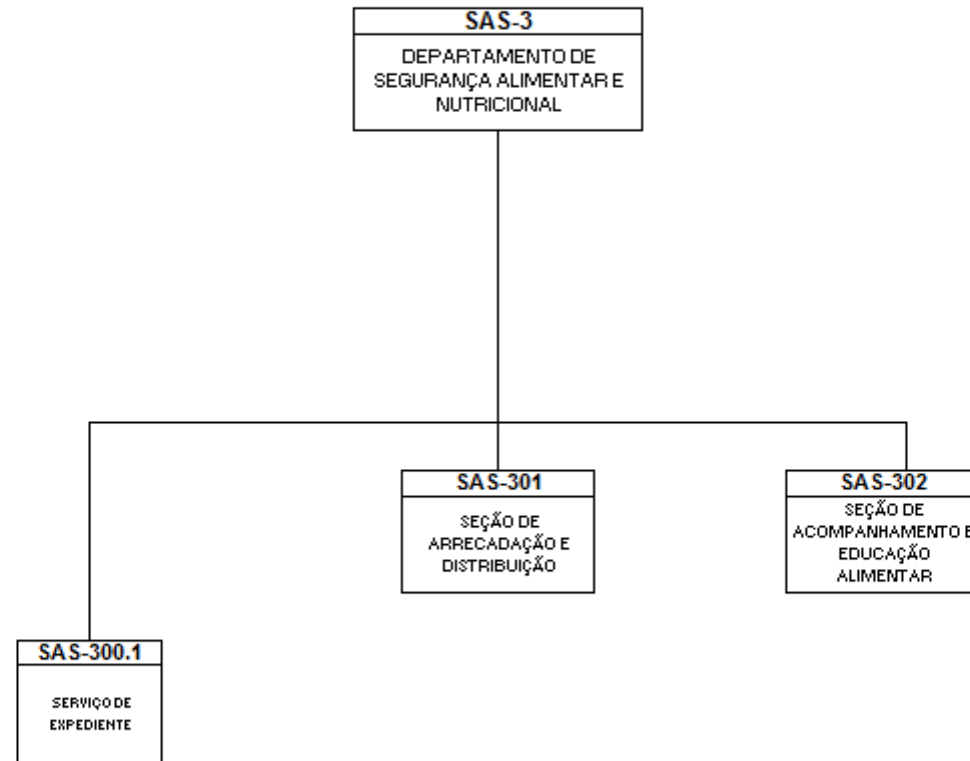 SAS-3
DEPARTAMENTO DE
SEGURANÇA ALIMENTAR E
NUTRICIONAL
SAS-301
SEÇÃO DE
ARRECADAÇÃO E
DISTRIBUIÇÃO
SAS-302
SEÇÃO DE
ACOMPANHAMENTO E
EDUCAÇÃO
ALIMENTAR
SAS-300.1
SERVIÇO DE
EXPEDIENTE